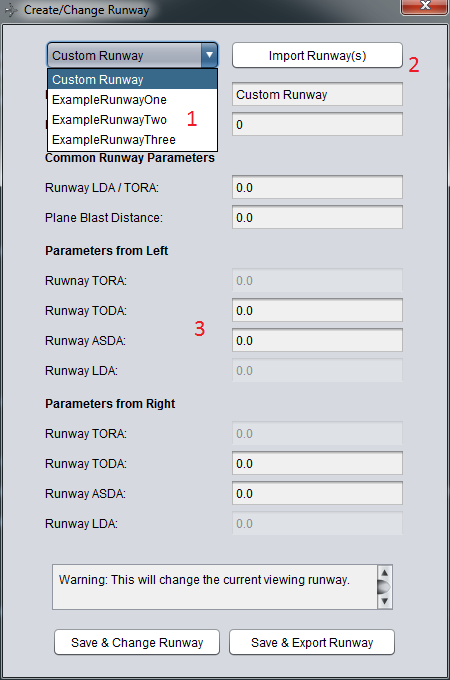 Create/Change Runway
Custom Runway Import Runway(s) 2
Custom Runway
ExampleRunwayOne Custom Runway
ExampleRunwayTwo 1 0
ExampleRunwayThree
Common Runway Parameters
Runway LDA / TORA: 0.0
Plane Blast Distance: 0.0
Parameters from Left
Ruwnay TORA: 0.0
Runway TODA: 0.0
3
Runway ASDA: 0.0
Runway LDA: 0.0
Parameters from Right
Runway TORA: 0.0
Runway TODA: 0.0
Runway ASDA: 0.0
Runway LDA: 0.0
Warning: This will change the current viewing runway.
Save & Change Runway Save & Export Runway